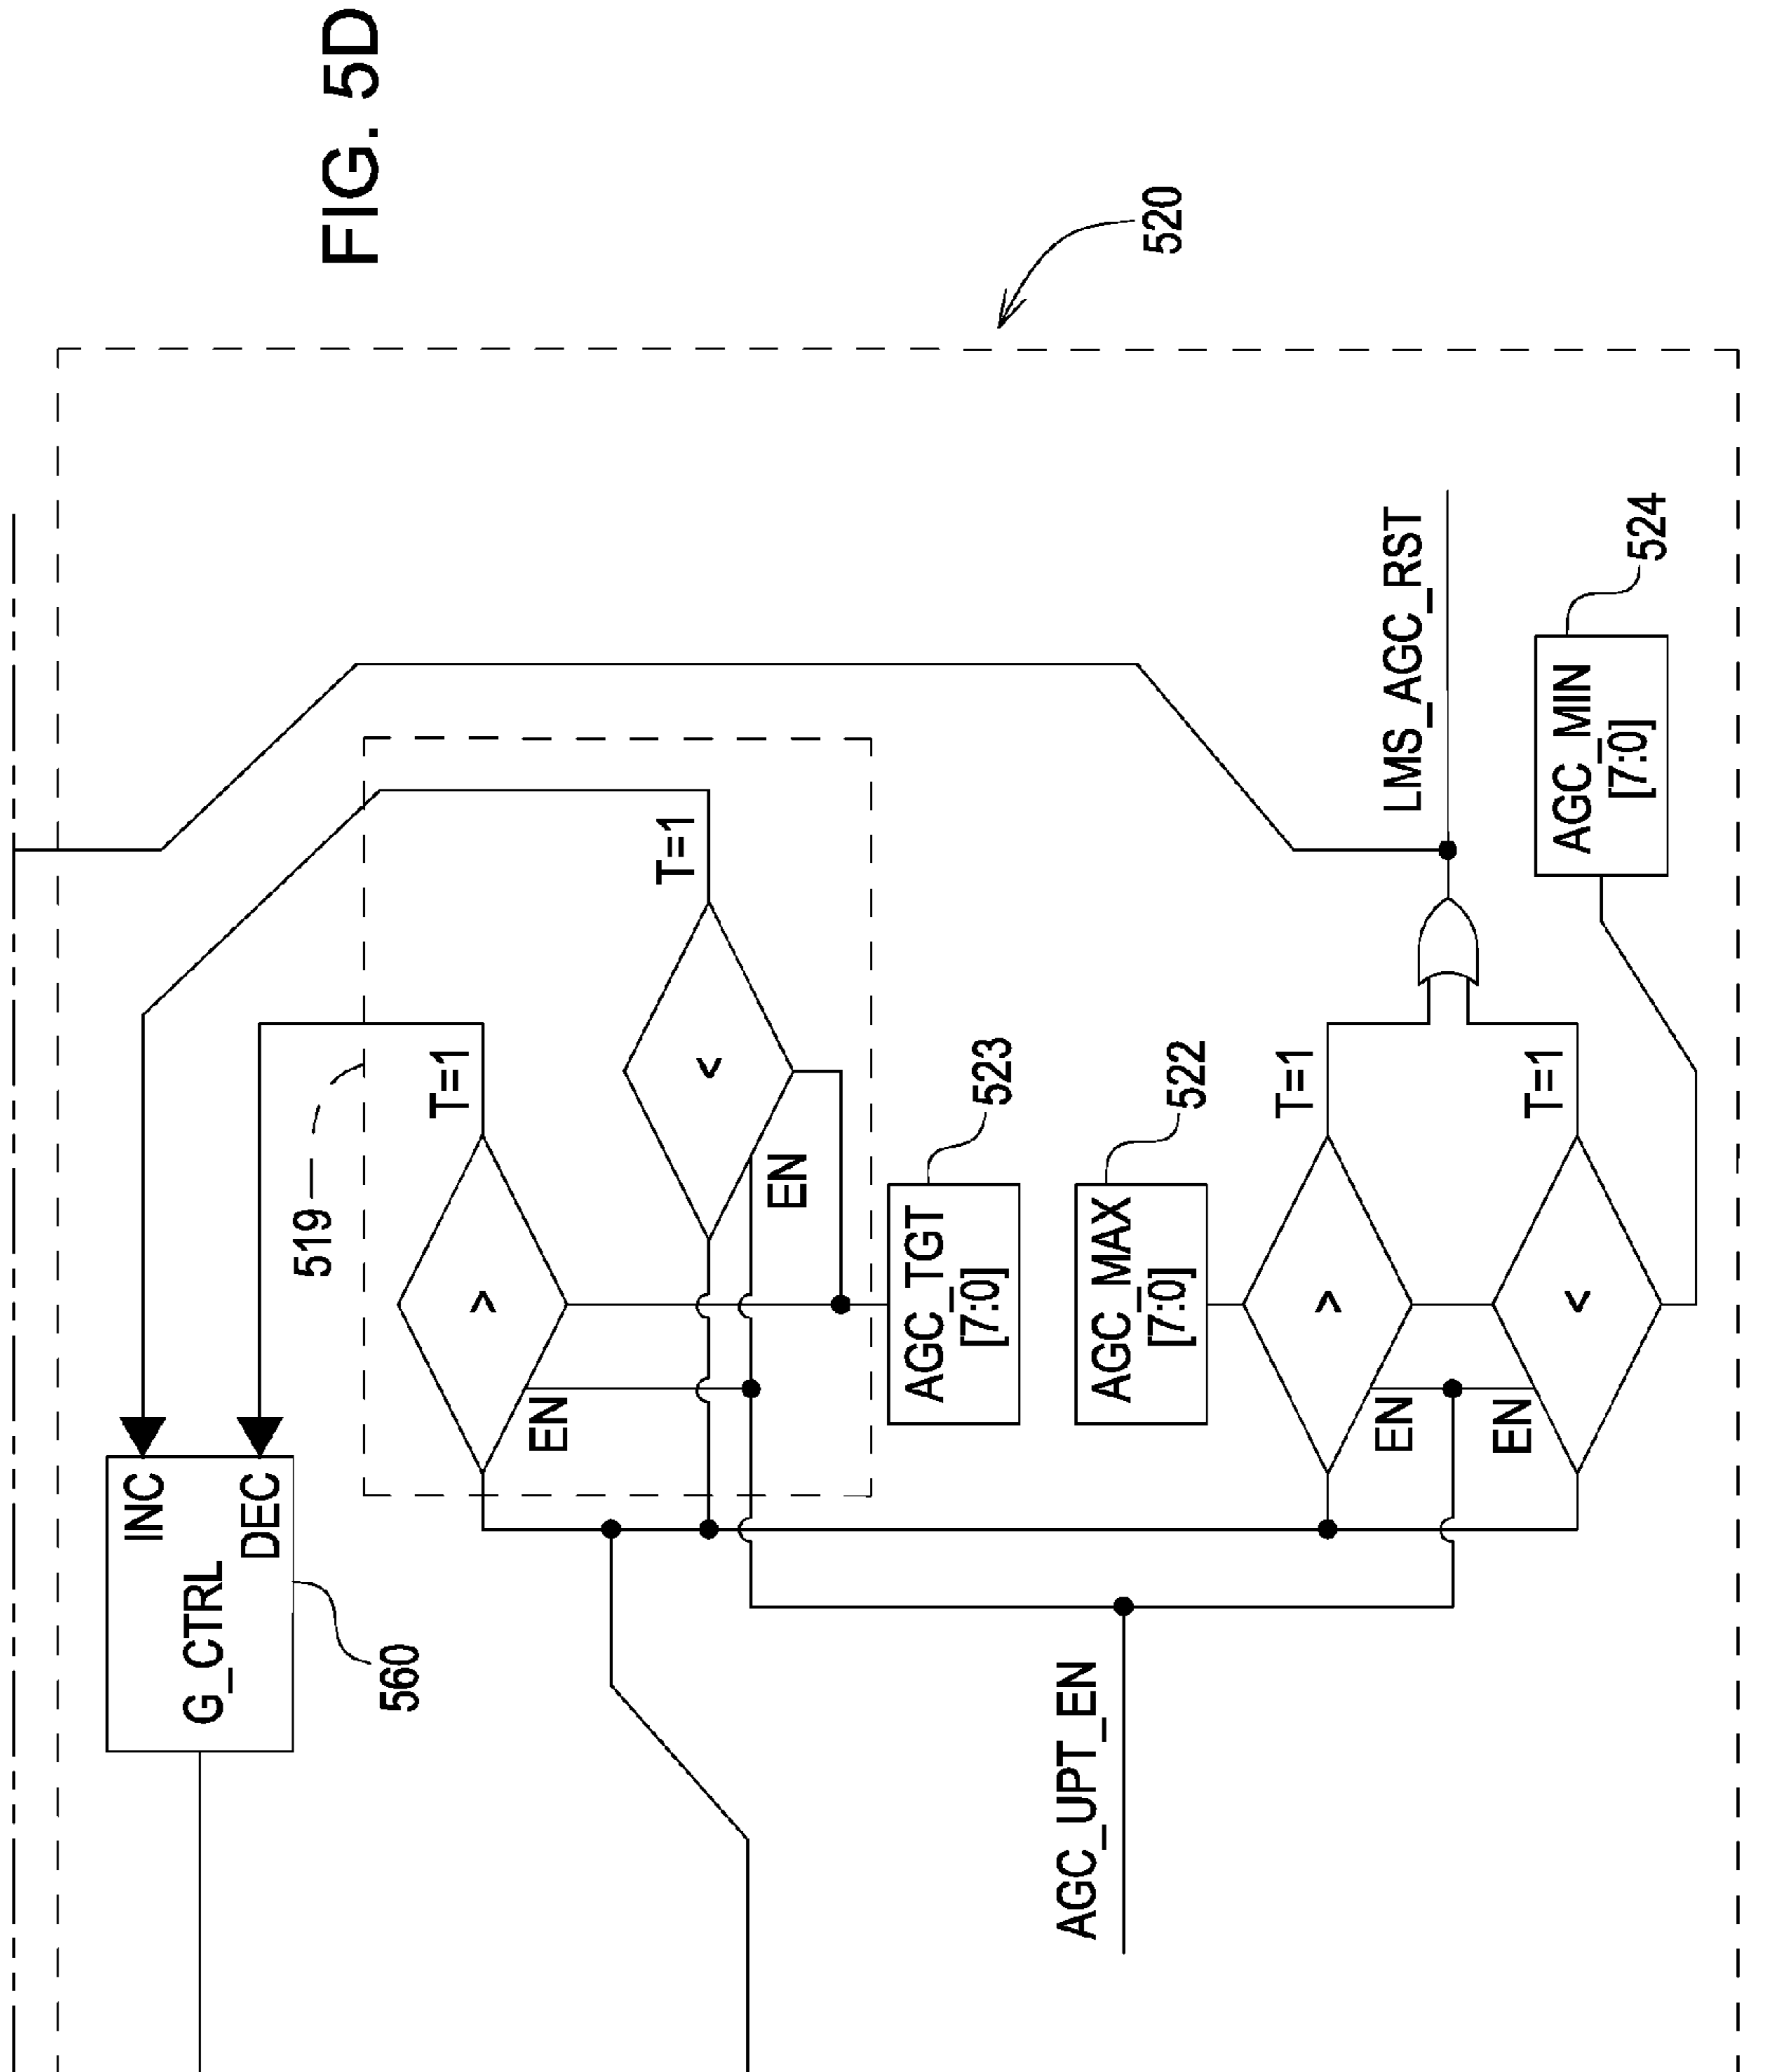 FIG. 5D
INC
G_CTRL
DEC
560
519
T=1
>
EN
T=1
<
EN
AGC_TGT
[7:0]
523
AGC_UPT_EN
AGC_MAX
[7:0]
522
520
T=1
>
EN
LMS_AGC_RST
EN
T=1
<
AGC_MIN
[7:0]
524